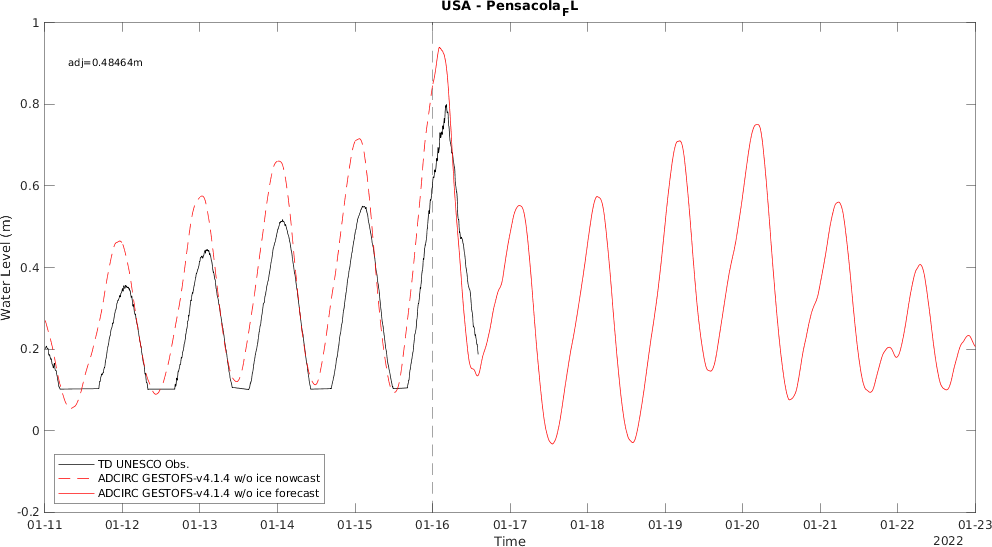 USA - Pensacola_FL
adj=0.48464m
1
0.8
0.6
0.4
0.2
0
-0.2
Water Level (m)
TD UNESCO Obs.
ADCIRC GESTOFS-v4.1.4 w/o ice nowcast
ADCIRC GESTOFS-v4.1.4 w/o ice forecast
01-11 01-12 01-13 01-14 01-15 01-16 01-17 01-18 01-19 01-20 01-21 01-22 01-23
Time
2022